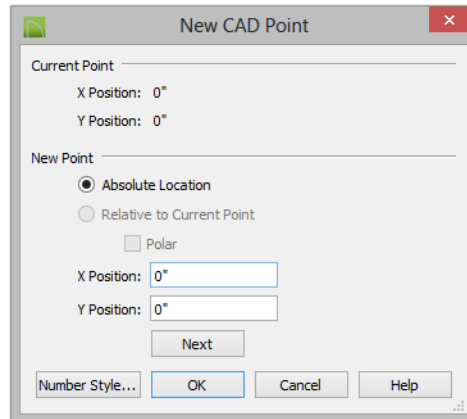 New CAD Point
Current Point
X Position: 0"
Y Position: 0"
New Point
Absolute Location
Relative to Current Point
Polar
X Position: 0"
Y Position: 0"
Next
Number Style... OK Cancel Help